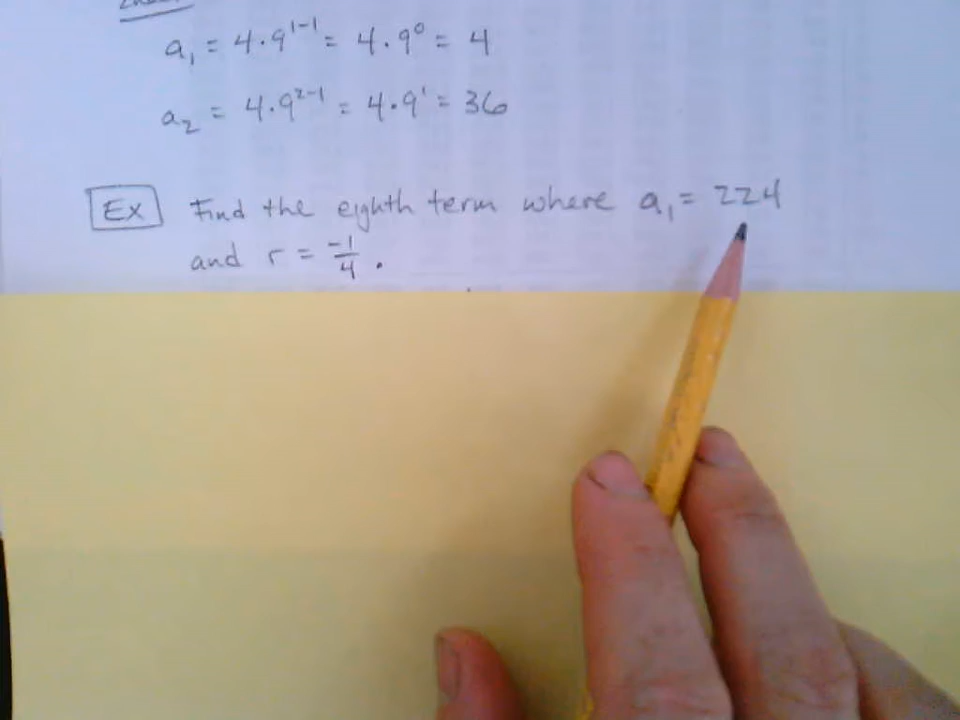 a₁ = 4·9¹⁻¹ = 4·9⁰ = 4
a₂ = 4·9²⁻¹ = 4·9¹ = 36
Ex Find the eighth term where a₁ = 224
and r = -1/4 .